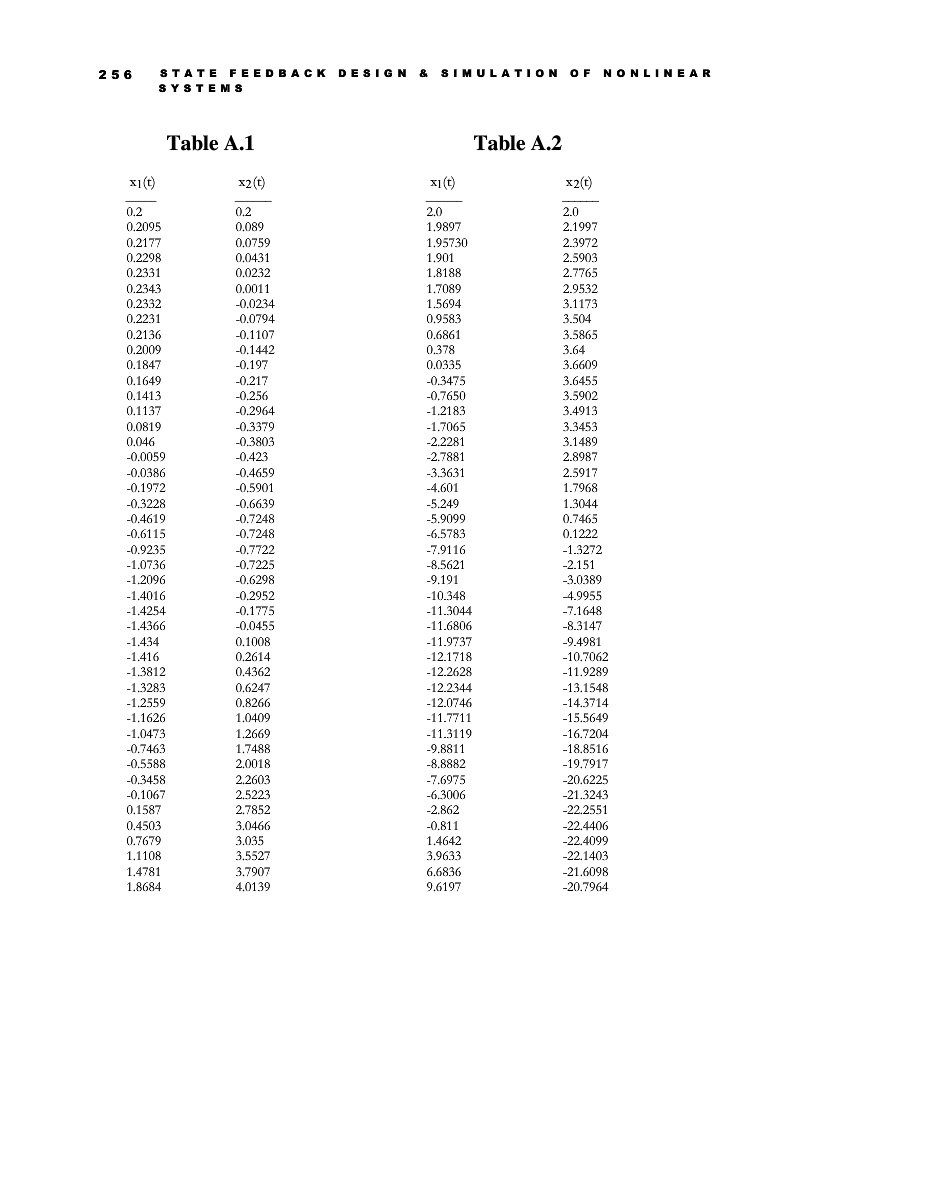 256 STATE FEEDBACK DESIGN & SIMULATION OF NONLINEAR
SYSTEMS
Table A.1 Table A.2
x1(t) x2(t) x1(t) x2(t)
0.2 0.2 2.0 2.0
0.2095 0.089 1.9897 2.1997
0.2177 0.0759 1.95730 2.3972
0.2298 0.0431 1.901 2.5903
0.2331 0.0232 1.8188 2.7765
0.2343 0.0011 1.7089 2.9532
0.2332 -0.0234 1.5694 3.1173
0.2231 -0.0794 0.9583 3.504
0.2136 -0.1107 0.6861 3.5865
0.2009 -0.1442 0.378 3.64
0.1847 -0.197 0.0335 3.6609
0.1649 -0.217 -0.3475 3.6455
0.1413 -0.256 -0.7650 3.5902
0.1137 -0.2964 -1.2183 3.4913
0.0819 -0.3379 -1.7065 3.3453
0.046 -0.3803 -2.2281 3.1489
-0.0059 -0.423 -2.7881 2.8987
-0.0386 -0.4659 -3.3631 2.5917
-0.1972 -0.5901 -4.601 1.7968
-0.3228 -0.6639 -5.249 1.3044
-0.4619 -0.7248 -5.9099 0.7465
-0.6115 -0.7248 -6.5783 0.1222
-0.9235 -0.7722 -7.9116 -1.3272
-1.0736 -0.7225 -8.5621 -2.151
-1.2096 -0.6298 -9.191 -3.0389
-1.4016 -0.2952 -10.348 -4.9955
-1.4254 -0.1775 -11.3044 -7.1648
-1.4366 -0.0455 -11.6806 -8.3147
-1.434 0.1008 -11.9737 -9.4981
-1.416 0.2614 -12.1718 -10.7062
-1.3812 0.4362 -12.2628 -11.9289
-1.3283 0.6247 -12.2344 -13.1548
-1.2559 0.8266 -12.0746 -14.3714
-1.1626 1.0409 -11.7711 -15.5649
-1.0473 1.2669 -11.3119 -16.7204
-0.7463 1.7488 -9.8811 -18.8516
-0.5588 2.0018 -8.8882 -19.7917
-0.3458 2.2603 -7.6975 -20.6225
-0.1067 2.5223 -6.3006 -21.3243
0.1587 2.7852 -2.862 -22.2551
0.4503 3.0466 -0.811 -22.4406
0.7679 3.035 1.4642 -22.4099
1.1108 3.5527 3.9633 -22.1403
1.4781 3.7907 6.6836 -21.6098
1.8684 4.0139 9.6197 -20.7964